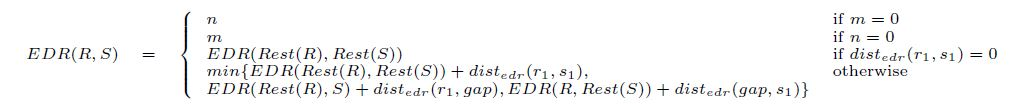 n if m = 0
m if n = 0
EDR(R, S) = { EDR(Rest(R), Rest(S)) if dist_edr(r_1, s_1) = 0
min{EDR(Rest(R), Rest(S)) + dist_edr(r_1, s_1), otherwise
EDR(Rest(R), S) + dist_edr(r_1, gap), EDR(R, Rest(S)) + dist_edr(gap, s_1)}